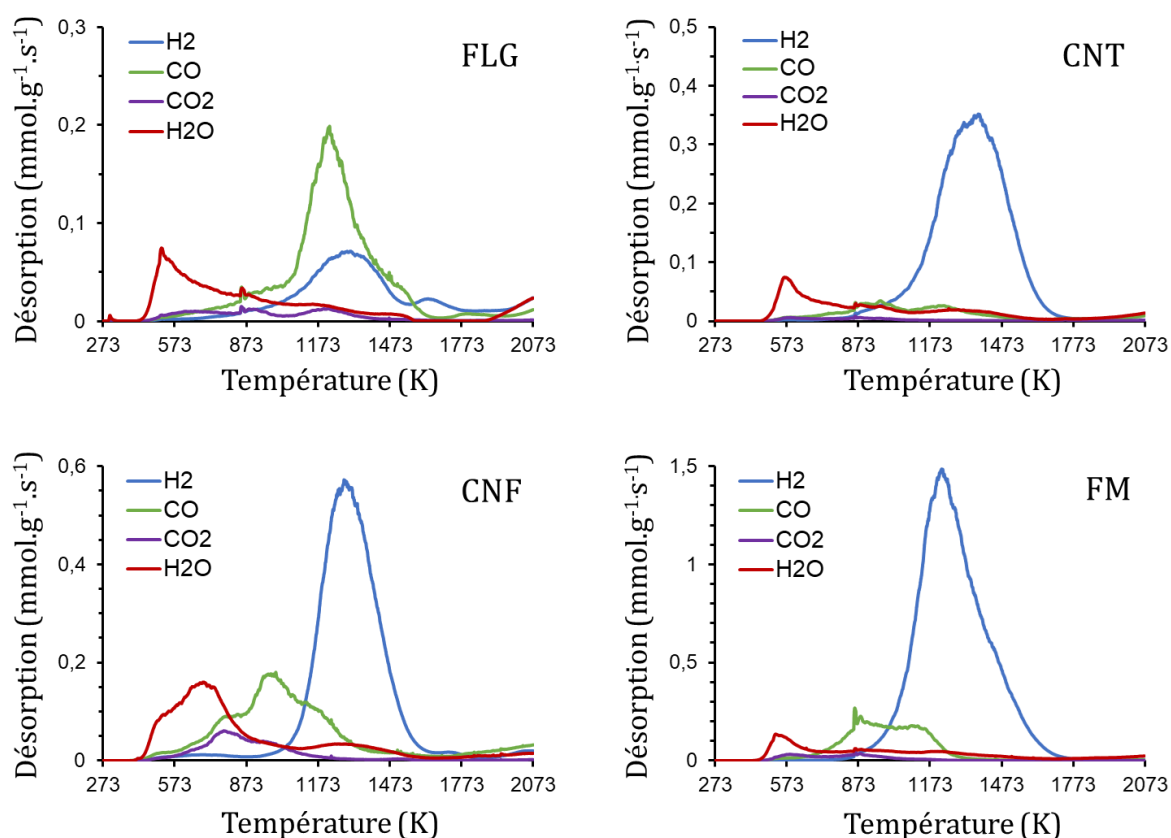 Désorption (mmol.g⁻¹.s⁻¹)
0,3
0,2
0,1
0
H2
CO
CO2
H2O
FLG
273 573 873 1173 1473 1773 2073
Température (K)
Désorption (mmol.g⁻¹·s⁻¹)
0,5
0,4
0,3
0,2
0,1
0
H2
CO
CO2
H2O
CNT
273 573 873 1173 1473 1773 2073
Température (K)
Désorption (mmol.g⁻¹.s⁻¹)
0,6
0,4
0,2
0
H2
CO
CO2
H2O
CNF
273 573 873 1173 1473 1773 2073
Température (K)
Désorption (mmol.g⁻¹·s⁻¹)
1,5
1
0,5
0
H2
CO
CO2
H2O
FM
273 573 873 1173 1473 1773 2073
Température (K)